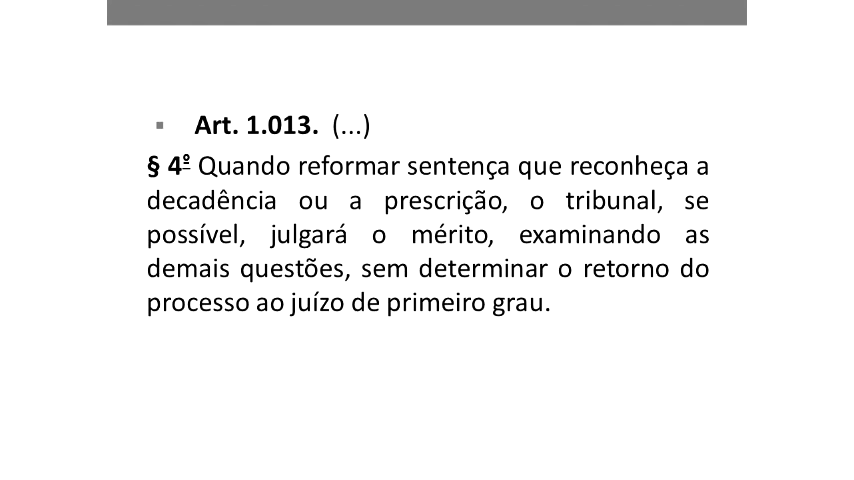 ▪ Art. 1.013. (...)
§ 4º Quando reformar sentença que reconheça a
decadência ou a prescrição, o tribunal, se
possível, julgará o mérito, examinando as
demais questões, sem determinar o retorno do
processo ao juízo de primeiro grau.